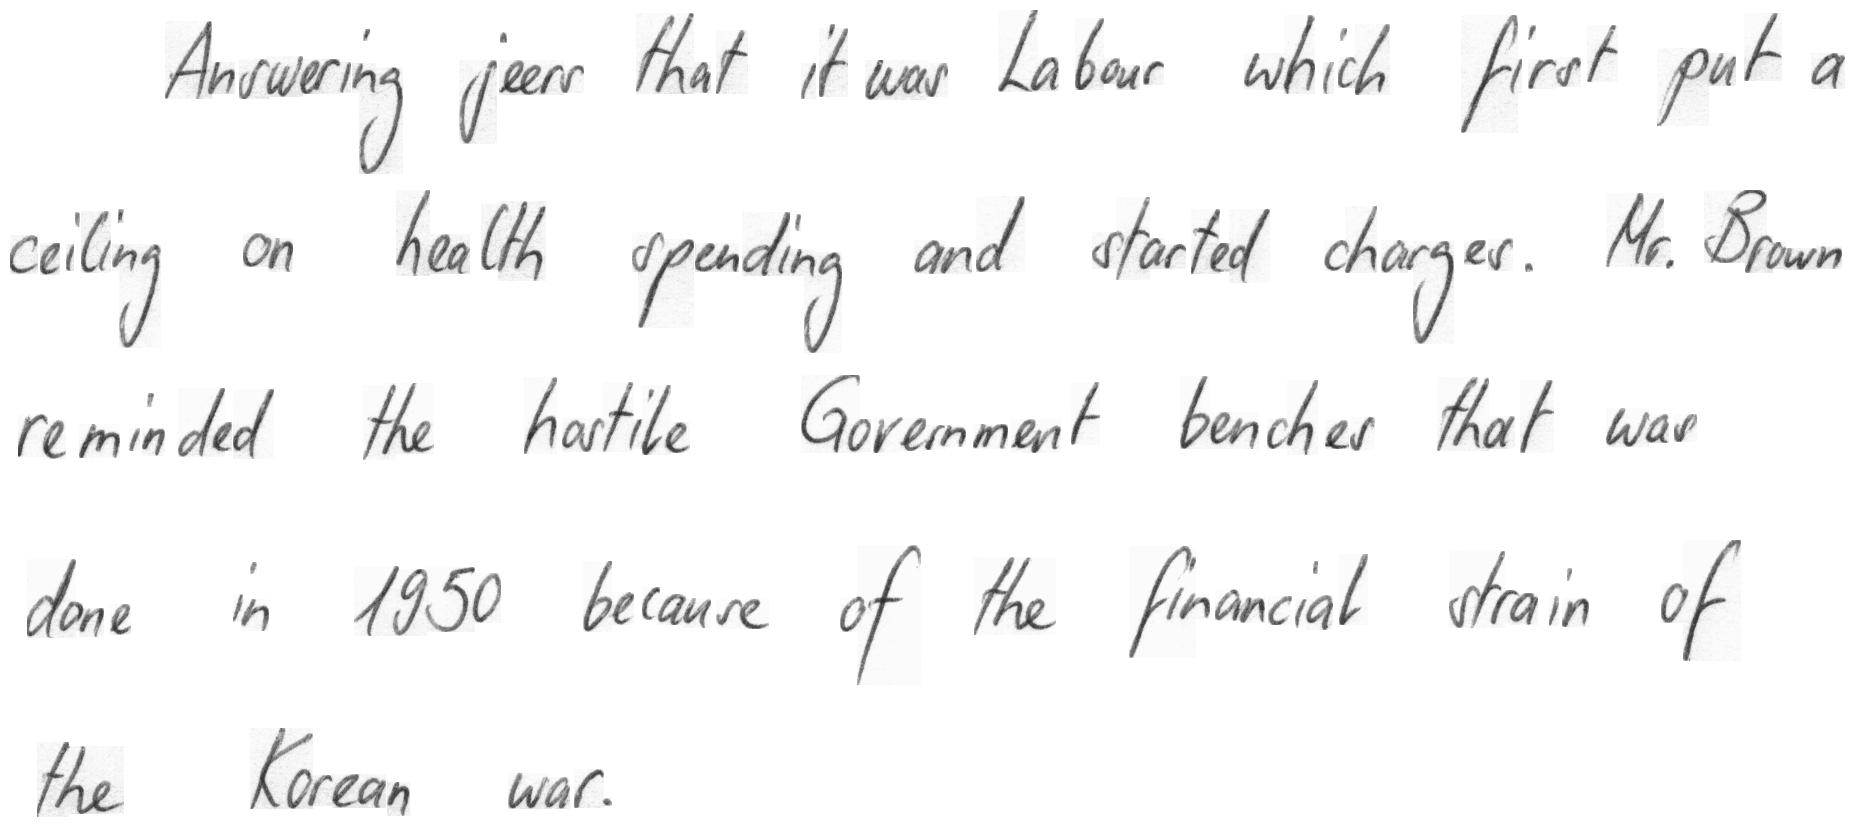 Answering jeers that it was Labour which first put a
ceiling on health spending and started charges. Mr. Brown
reminded the hostile Government benches that was
done in 1950 because of the financial strain of
the Korean war.